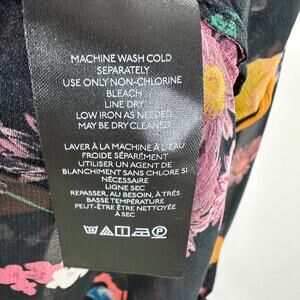 MACHINE WASH COLD
SEPARATELY
USE ONLY NON-CHLORINE
BLEACH
LINE DRY
LOW IRON AS NEEDED
MAY BE DRY CLEANED
LAVER À LA MACHINE À L'EAU
FROIDE SÉPARÉMENT
UTILISER UN AGENT DE
BLANCHIMENT SANS CHLORE SI
NÉCESSAIRE
LIGNE SEC
REPASSER, AU BESOIN, À TRÈS
BASSE TEMPÉRATURE
PEUT-ÊTRE ÊTRE NETTOYÉE
À SEC
P